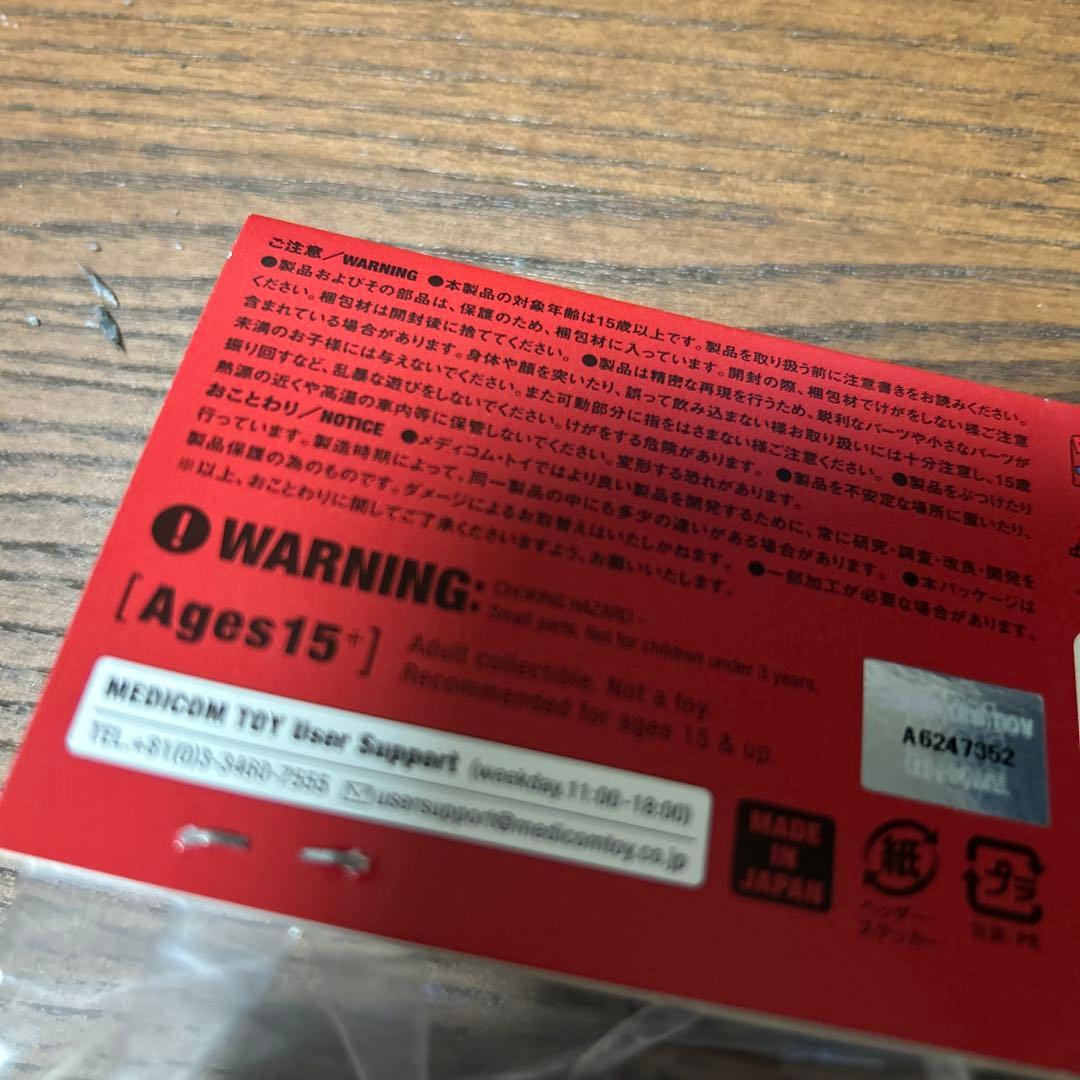 ご注意／WARNING ●本製品の対象年齢は15歳以上です。製品を取り扱う前に注意書きをお読みください。
●製品およびその部品は、保護のため、梱包材に入っています。開封の際、梱包材でけがをしない様ご注意
ください。梱包材は開封後に捨ててください。 ●製品は精密な再現を行うため、鋭利なパーツや小さなパーツが
含まれている場合があります。身体や顔を突いたり、誤って飲み込まない様お取り扱いには十分注意し、15歳
未満のお子様には与えないでください。また可動部分に指をはさまない様ご注意ください。 ●製品をぶつけたり
振り回すなど、乱暴な遊びをしないでください。けがをする危険があります。 ●製品を不安定な場所に置いたり、
熱源の近くや高温の車内等に保管しないでください。変形する恐れがあります。
おことわり／NOTICE ●メディコム・トイではより良い製品を開発するために、常に研究・調査・改良・開発を
行っています。製造時期によって、同一製品の中にも多少の違いがある場合があります。 ●本パッケージは
製品保護の為のものです。ダメージによるお取替えはいたしかねます。 ●一部加工が必要な場合があります。
※以上、おことわりに関してご了承くださいますよう、お願いいたします。
WARNING: CHOKING HAZARD -
Small parts. Not for children under 3 years.
[Ages15+] Adult collectible. Not a toy.
Recommended for ages 15 & up.
MEDICOM TOY User Support (weekday.11:00-18:00)
TEL.+81(0)3-3460-7555 usersupport@medicomtoy.co.jp
A6247352
MADE
IN
JAPAN
紙
ヘッダー・
ステッカー
プラ
包装:PE